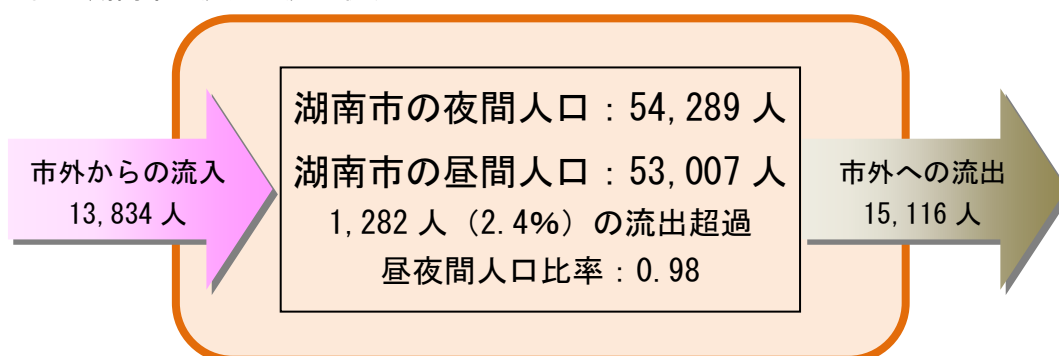 湖南市の夜間人口：54,289 人
湖南市の昼間人口：53,007 人
1,282 人（2.4%）の流出超過
昼夜間人口比率：0.98
市外からの流入
13,834 人
市外への流出
15,116 人